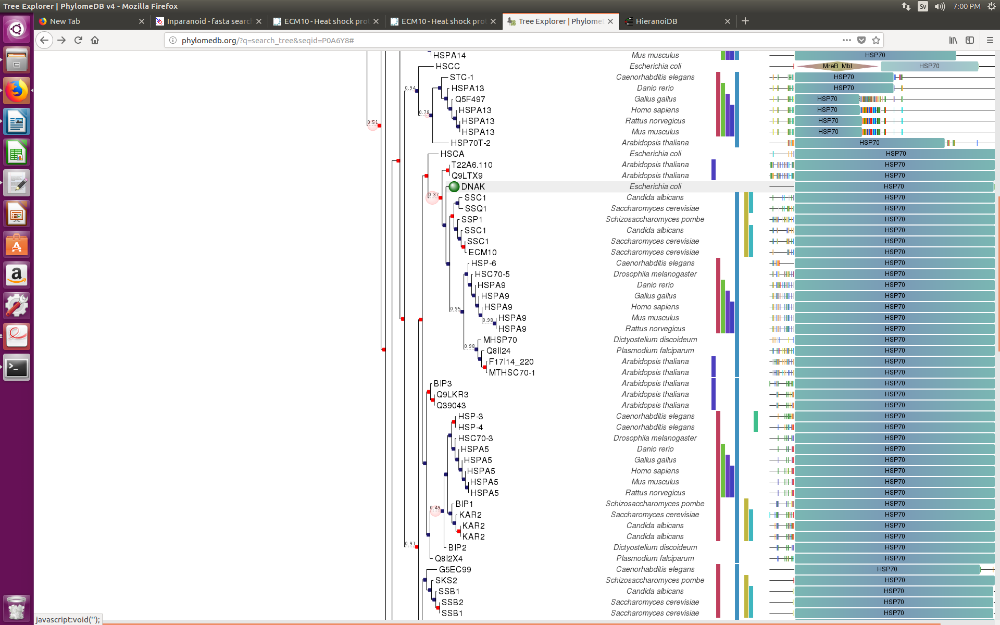 Tree Explorer | PhylomeDB v4 - Mozilla Firefox
Sv 7:00 PM
New Tab
Inparanoid - fasta searc
ECM10 - Heat shock prot
ECM10 - Heat shock prot
Tree Explorer | PhylomeD
HieranoiDB
phylomedb.org/?q=search_tree&seqid=P0A6Y8#
HSPA14 Mus musculus HSP70
HSCC Escherichia coli MreB_Mbl HSP70
STC-1 Caenorhabditis elegans HSP70
0.94 HSPA13 Danio rerio HSP70
Q5F497 Gallus gallus HSP70
0.78 HSPA13 Homo sapiens HSP70
0.51 HSPA13 Rattus norvegicus HSP70
HSPA13 Mus musculus HSP70
HSP70T-2 Arabidopsis thaliana HSP70
HSCA Escherichia coli HSP70
T22A6.110 Arabidopsis thaliana HSP70
Q9LTX9 Arabidopsis thaliana HSP70
DNAK Escherichia coli HSP70
0.37 SSC1 Candida albicans HSP70
SSQ1 Saccharomyces cerevisiae HSP70
SSP1 Schizosaccharomyces pombe HSP70
SSC1 Candida albicans HSP70
SSC1 Saccharomyces cerevisiae HSP70
ECM10 Saccharomyces cerevisiae HSP70
HSP-6 Caenorhabditis elegans HSP70
HSC70-5 Drosophila melanogaster HSP70
HSPA9 Danio rerio HSP70
HSPA9 Gallus gallus HSP70
0.95 HSPA9 Homo sapiens HSP70
0.98 HSPA9 Mus musculus HSP70
HSPA9 Rattus norvegicus HSP70
MHSP70 Dictyostelium discoideum HSP70
0.98 Q8II24 Plasmodium falciparum HSP70
F17I14_220 Arabidopsis thaliana HSP70
MTHSC70-1 Arabidopsis thaliana HSP70
BIP3 Arabidopsis thaliana HSP70
Q9LKR3 Arabidopsis thaliana HSP70
Q39043 Arabidopsis thaliana HSP70
HSP-3 Caenorhabditis elegans HSP70
HSP-4 Caenorhabditis elegans HSP70
HSC70-3 Drosophila melanogaster HSP70
HSPA5 Danio rerio HSP70
HSPA5 Gallus gallus HSP70
HSPA5 Homo sapiens HSP70
HSPA5 Mus musculus HSP70
HSPA5 Rattus norvegicus HSP70
0.49 BIP1 Schizosaccharomyces pombe HSP70
KAR2 Saccharomyces cerevisiae HSP70
KAR2 Candida albicans HSP70
KAR2 Candida albicans HSP70
0.91 BIP2 Dictyostelium discoideum HSP70
Q8I2X4 Plasmodium falciparum HSP70
G5EC99 Caenorhabditis elegans HSP70
SKS2 Schizosaccharomyces pombe HSP70
SSB1 Candida albicans HSP70
SSB2 Saccharomyces cerevisiae HSP70
SSB1 Saccharomyces cerevisiae HSP70
javascript:void('');